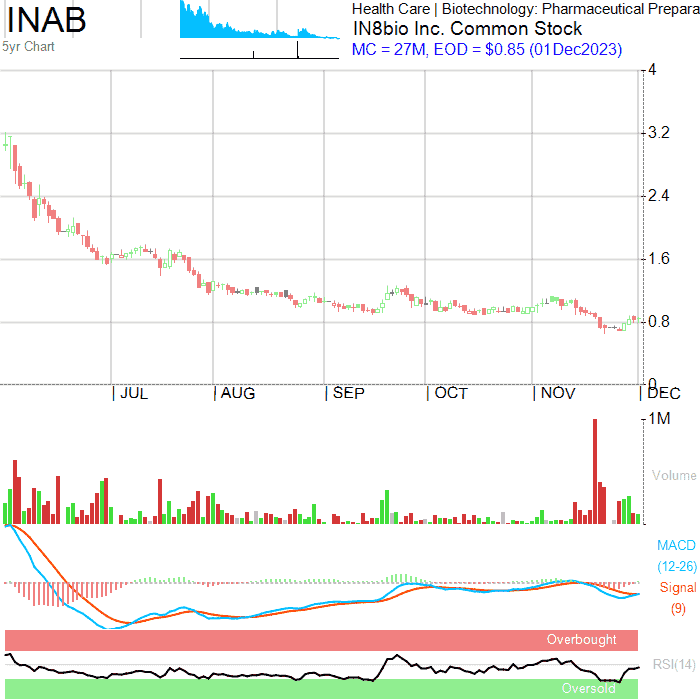 INAB
5yr Chart
Health Care | Biotechnology: Pharmaceutical Prepara
IN8bio Inc. Common Stock
MC = 27M, EOD = $0.85 (01Dec2023)
4
3.2
2.4
1.6
0.8
0
| JUL | AUG | SEP | OCT | NOV | DEC
1M
Volume
MACD
(12-26)
Signal
(9)
Overbought
RSI(14)
Oversold